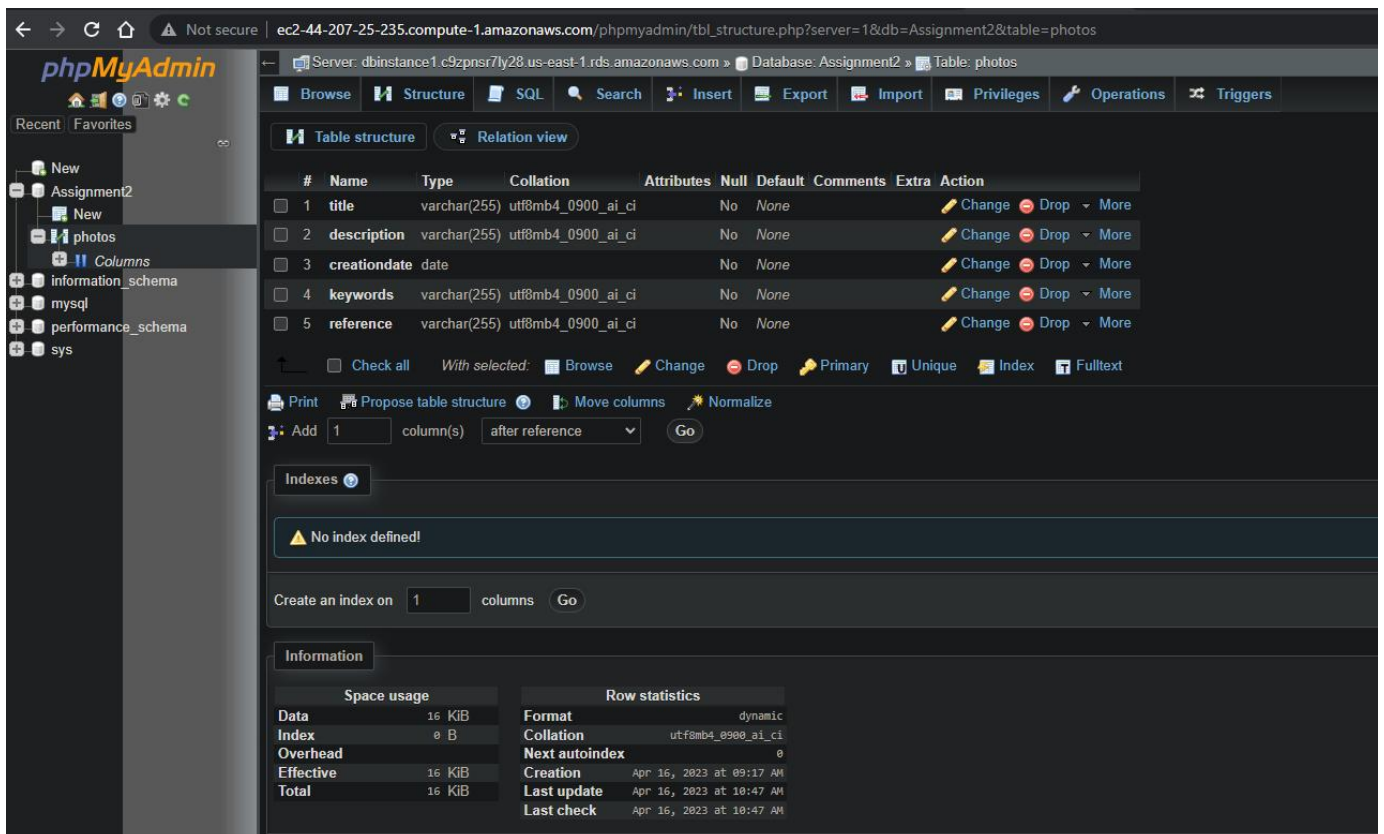 Not secure | ec2-44-207-25-235.compute-1.amazonaws.com/phpmyadmin/tbl_structure.php?server=1&db=Assignment2&table=photos
phpMyAdmin
Recent Favorites
New
Assignment2
New
photos
Columns
information_schema
mysql
performance_schema
sys
Server: dbinstance1.c9zpnsr7ly28.us-east-1.rds.amazonaws.com » Database: Assignment2 » Table: photos
Browse Structure SQL Search Insert Export Import Privileges Operations Triggers
Table structure Relation view
# Name Type Collation Attributes Null Default Comments Extra Action
1 title varchar(255) utf8mb4_0900_ai_ci No None Change Drop More
2 description varchar(255) utf8mb4_0900_ai_ci No None Change Drop More
3 creationdate date No None Change Drop More
4 keywords varchar(255) utf8mb4_0900_ai_ci No None Change Drop More
5 reference varchar(255) utf8mb4_0900_ai_ci No None Change Drop More
Check all With selected: Browse Change Drop Primary Unique Index Fulltext
Print Propose table structure Move columns Normalize
Add 1 column(s) after reference Go
Indexes
No index defined!
Create an index on 1 columns Go
Information
Space usage
Data 16 KiB
Index 0 B
Overhead
Effective 16 KiB
Total 16 KiB
Row statistics
Format dynamic
Collation utf8mb4_0900_ai_ci
Next autoindex 0
Creation Apr 16, 2023 at 09:17 AM
Last update Apr 16, 2023 at 10:47 AM
Last check Apr 16, 2023 at 10:47 AM